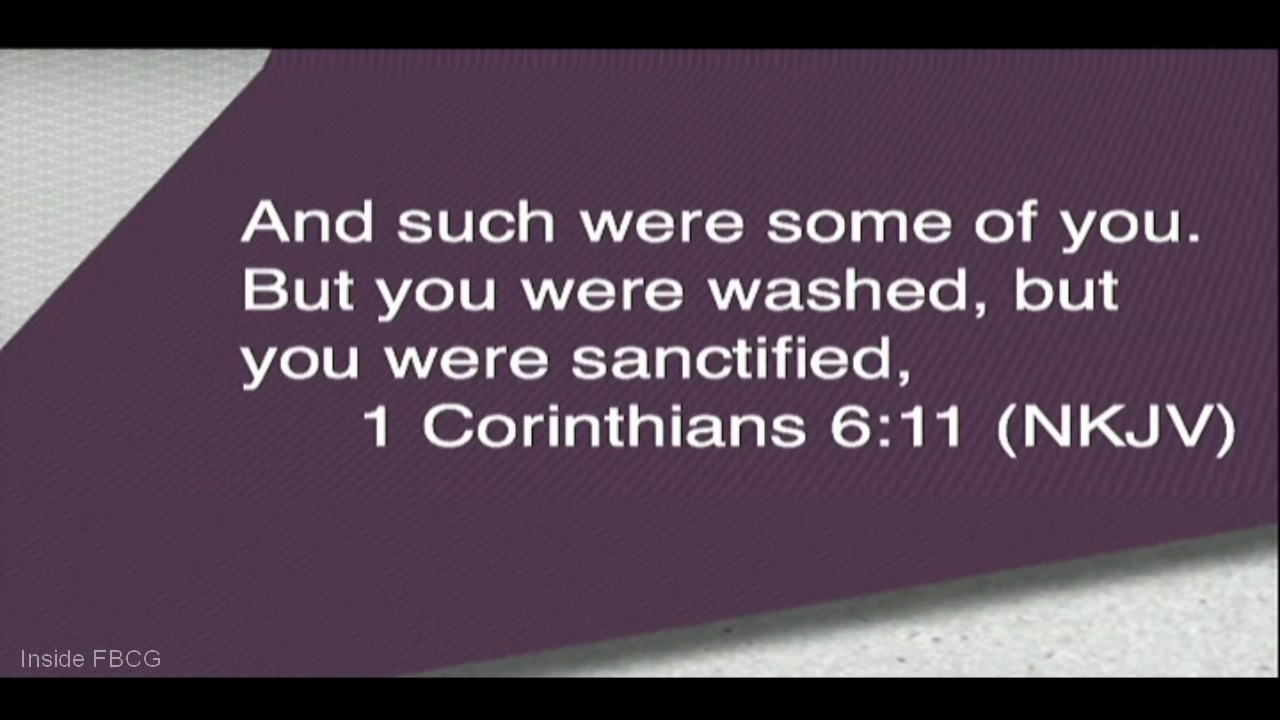 And such were some of you.
But you were washed, but
you were sanctified,
1 Corinthians 6:11 (NKJV)
Inside FBCG